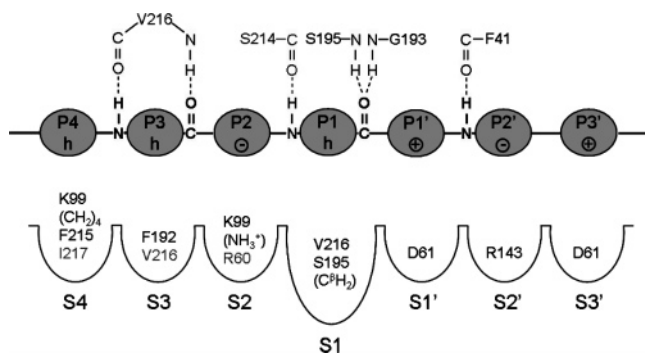 C V216 N S214 C S195 N N G193 C F41
O H O H H O
H O H O H
P4 N P3 C P2 N P1 C P1' N P2' P3'
h h ⊖ h ⊕ ⊖ ⊕
K99
(CH₂)₄
F215
I217
F192
V216
K99
(NH₃⁺)
R60
V216
S195
(CᵝH₂)
D61
R143
D61
S4 S3 S2 S1' S2' S3'
S1